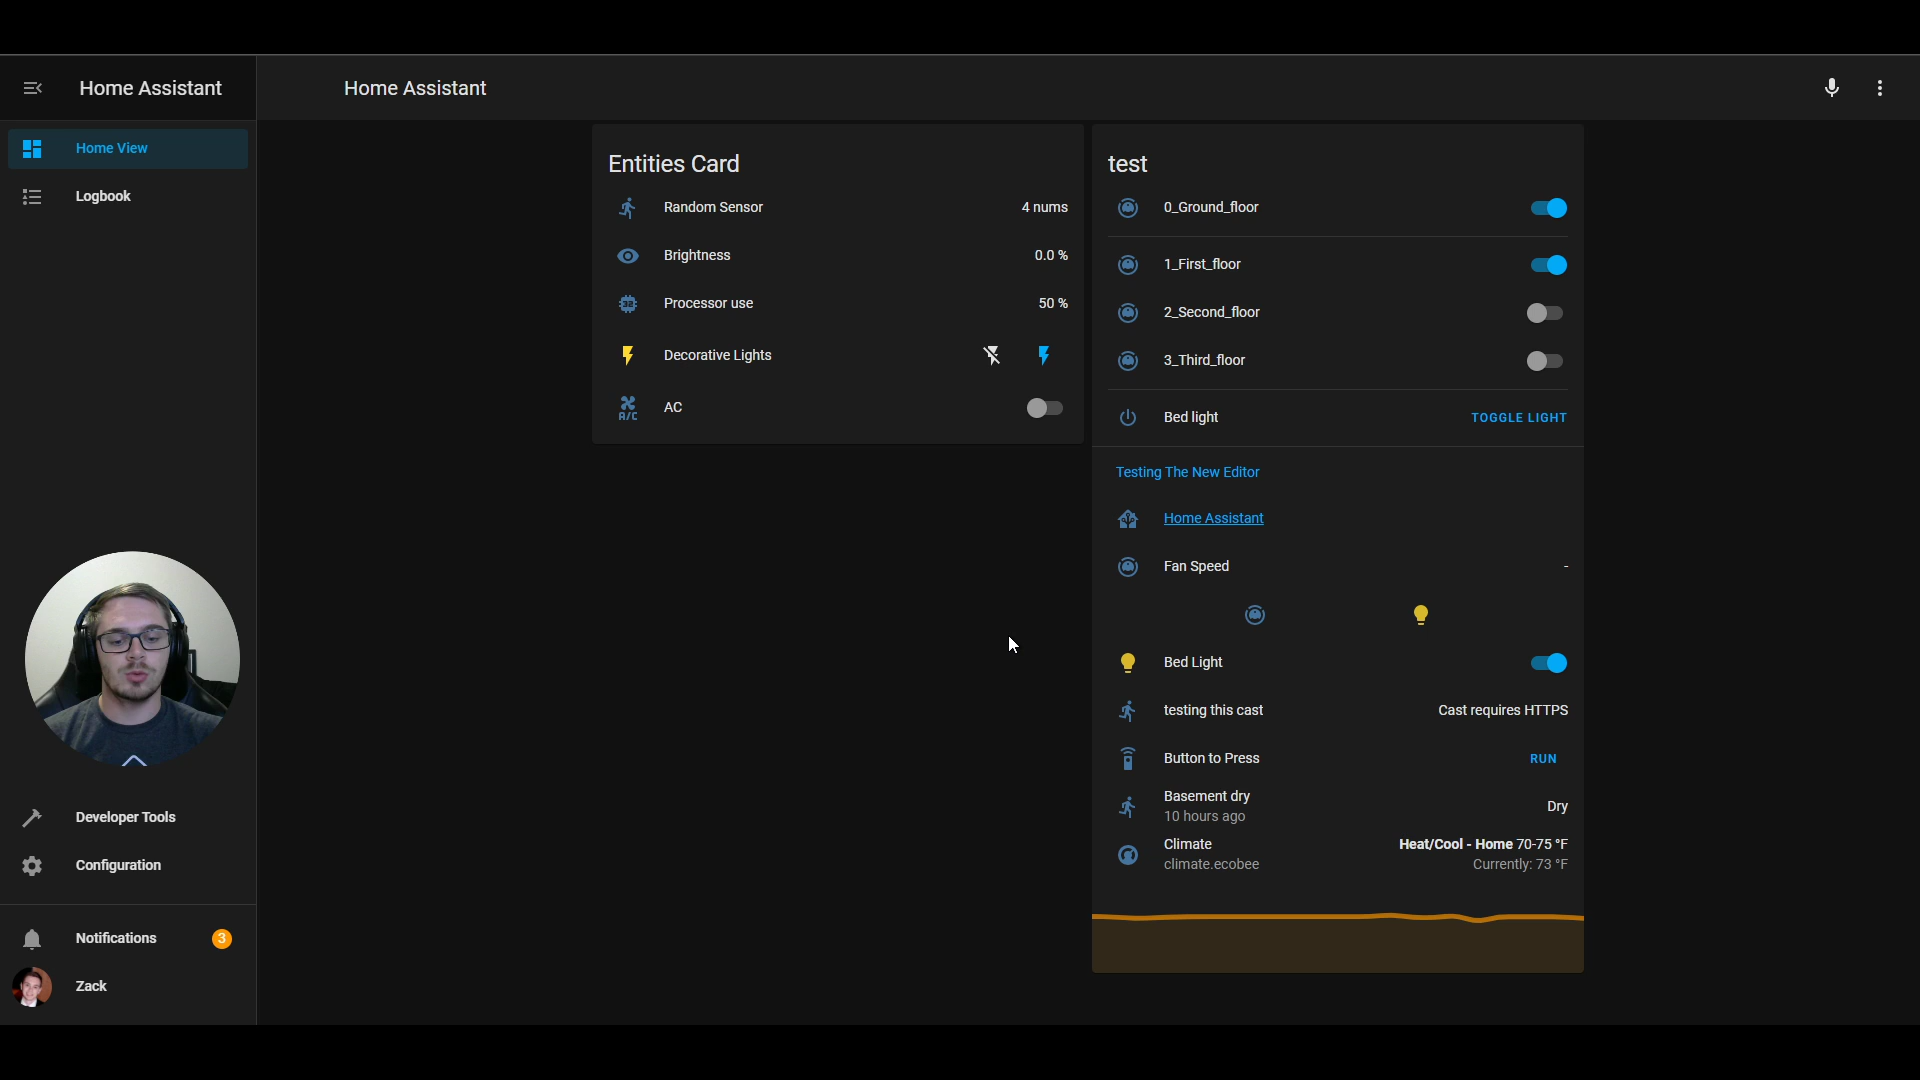 Home Assistant
Home Assistant
Home View
Logbook
Entities Card
Random Sensor 4 nums
Brightness 0.0 %
Processor use 50 %
Decorative Lights
AC
test
0_Ground_floor
1_First_floor
2_Second_floor
3_Third_floor
Bed light TOGGLE LIGHT
Testing The New Editor
Home Assistant
Fan Speed -
Bed Light
testing this cast Cast requires HTTPS
Button to Press RUN
Basement dry Dry
10 hours ago
Climate Heat/Cool - Home 70-75 °F
climate.ecobee Currently: 73 °F
Developer Tools
Configuration
Notifications 3
Zack